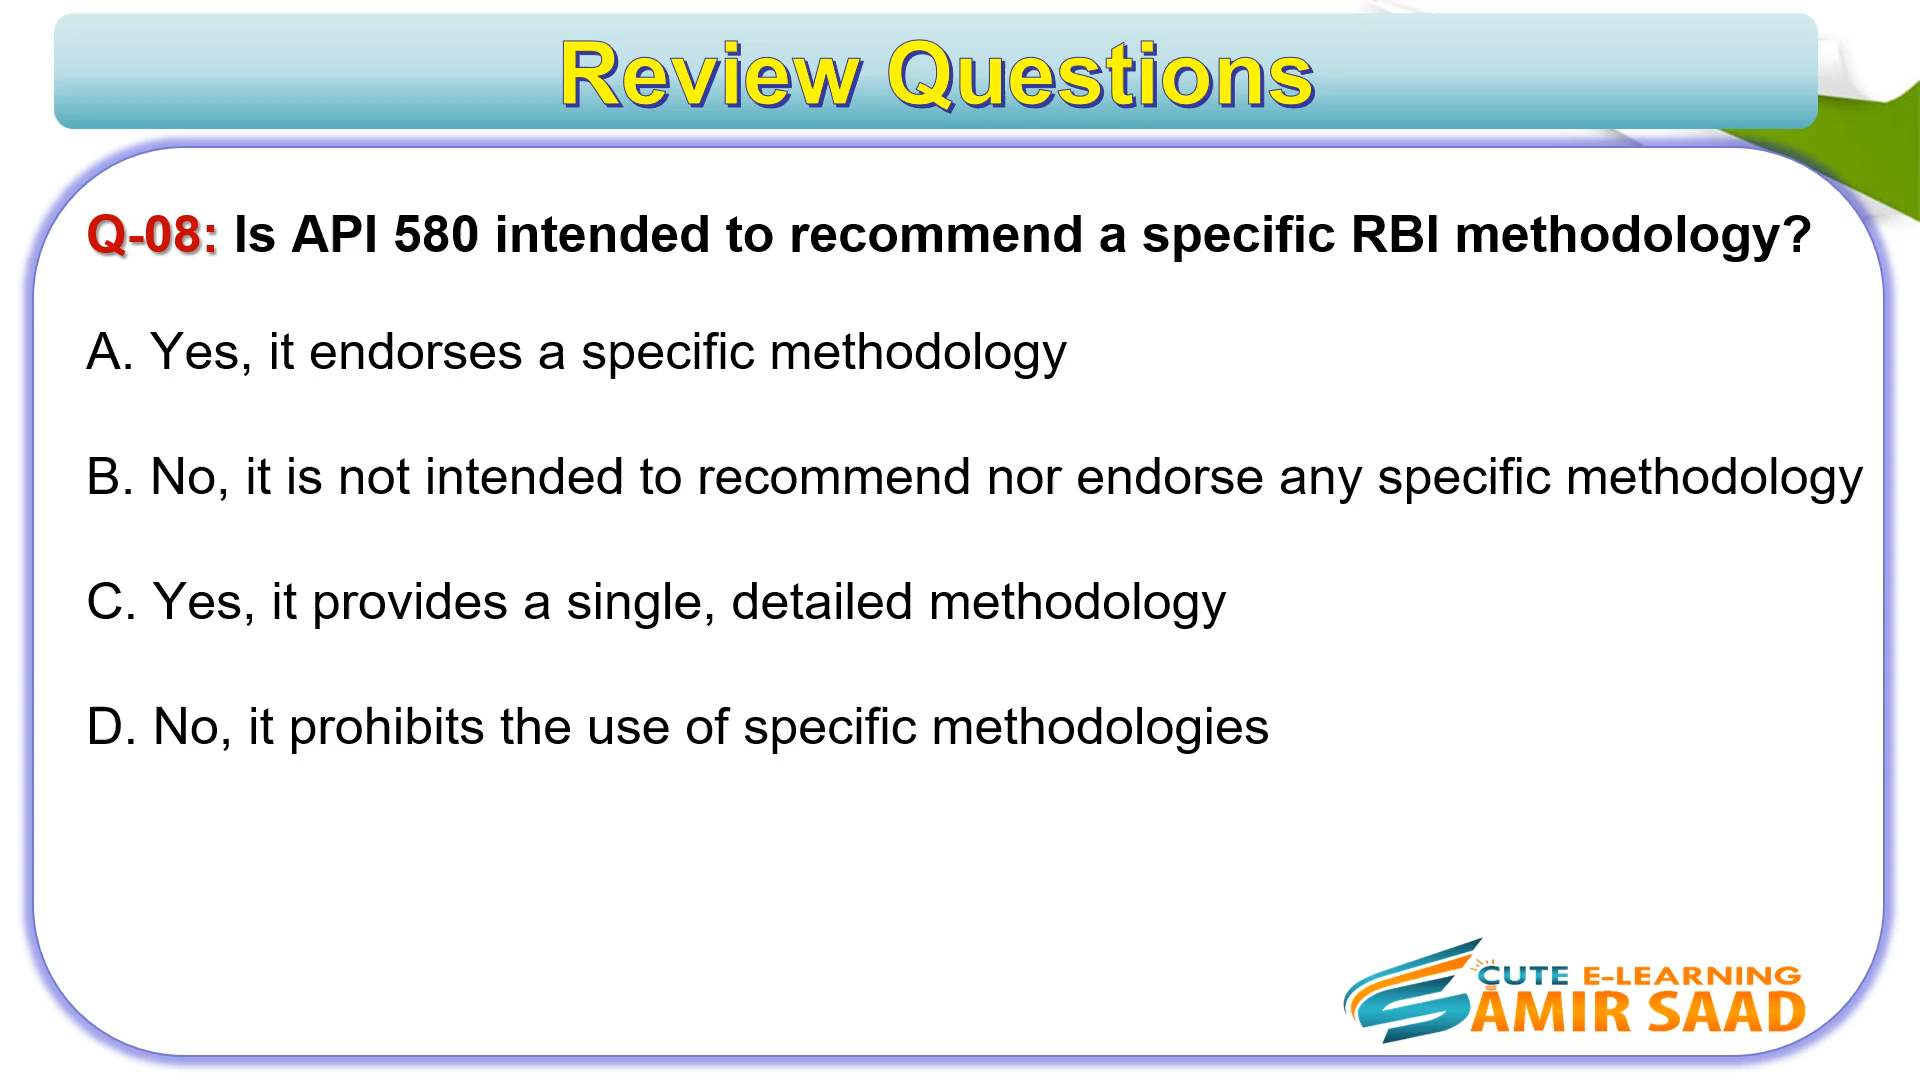 Review Questions
Q-08: Is API 580 intended to recommend a specific RBI methodology?
A. Yes, it endorses a specific methodology
B. No, it is not intended to recommend nor endorse any specific methodology
C. Yes, it provides a single, detailed methodology
D. No, it prohibits the use of specific methodologies
CUTE E-LEARNING
AMIR SAAD